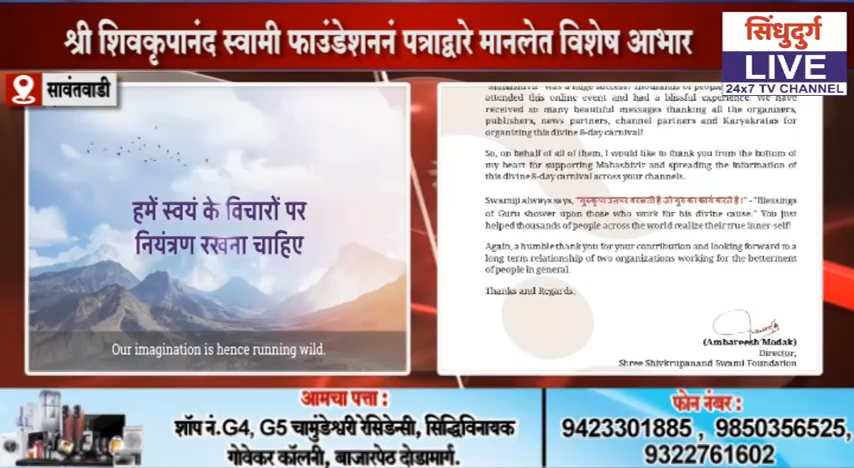 श्री शिवकृपानंद स्वामी फाउंडेशननं पत्राद्वारे मानलेत विशेष आभार
सिंधुदुर्ग
LIVE
24x7 TV CHANNEL
सावंतवाडी
हमें स्वयं के विचारों पर
नियंत्रण रखना चाहिए
Our imagination is hence running wild.
was a huge success! Thousands of people
attended this online event and had a blissful experience. We have
received so many beautiful messages thanking all the organisers,
publishers, news partners, channel partners and Karyakratas for
organizing this divine 8-day carnival!
So, on behalf of all of them, I would like to thank you from the bottom of
my heart for supporting Mahashivir and spreading the information of
this divine 8-day carnival across your channels.
Swamiji always says, "गुरुकृपा उनपर बरसती है जो गुरु का कार्य करते है।" - "Blessings
of Guru shower upon those who work for his divine cause." You just
helped thousands of people across the world realize their true inner-self!
Again, a humble thank you for your contribution and looking forward to a
long term relationship of two organizations working for the betterment
of people in general.
Thanks and Regards,
(Ambareesh Modak)
Director,
Shree Shivkrupanand Swami Foundation
आमचा पत्ता :
शॉप नं.G4, G5 चामुंडेश्वरी रेसिडेन्सी, सिद्धिविनायक
गोवेकर कॉलनी, बाजारपेठ दोडामार्ग.
फोन नंबर :
9423301885 , 9850356525,
9322761602